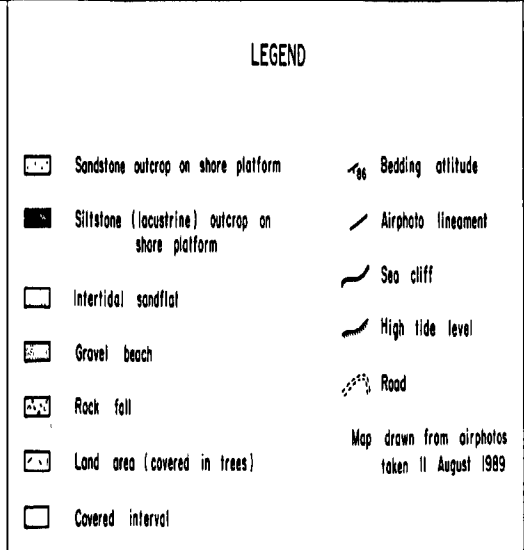 LEGEND
Sandstone outcrop on shore platform
Siltstone (lacustrine) outcrop on
shore platform
Intertidal sandflat
Gravel beach
Rock fall
Land area (covered in trees)
Covered interval
86 Bedding attitude
Airphoto lineament
Sea cliff
High tide level
Road
Map drawn from airphotos
taken 11 August 1989